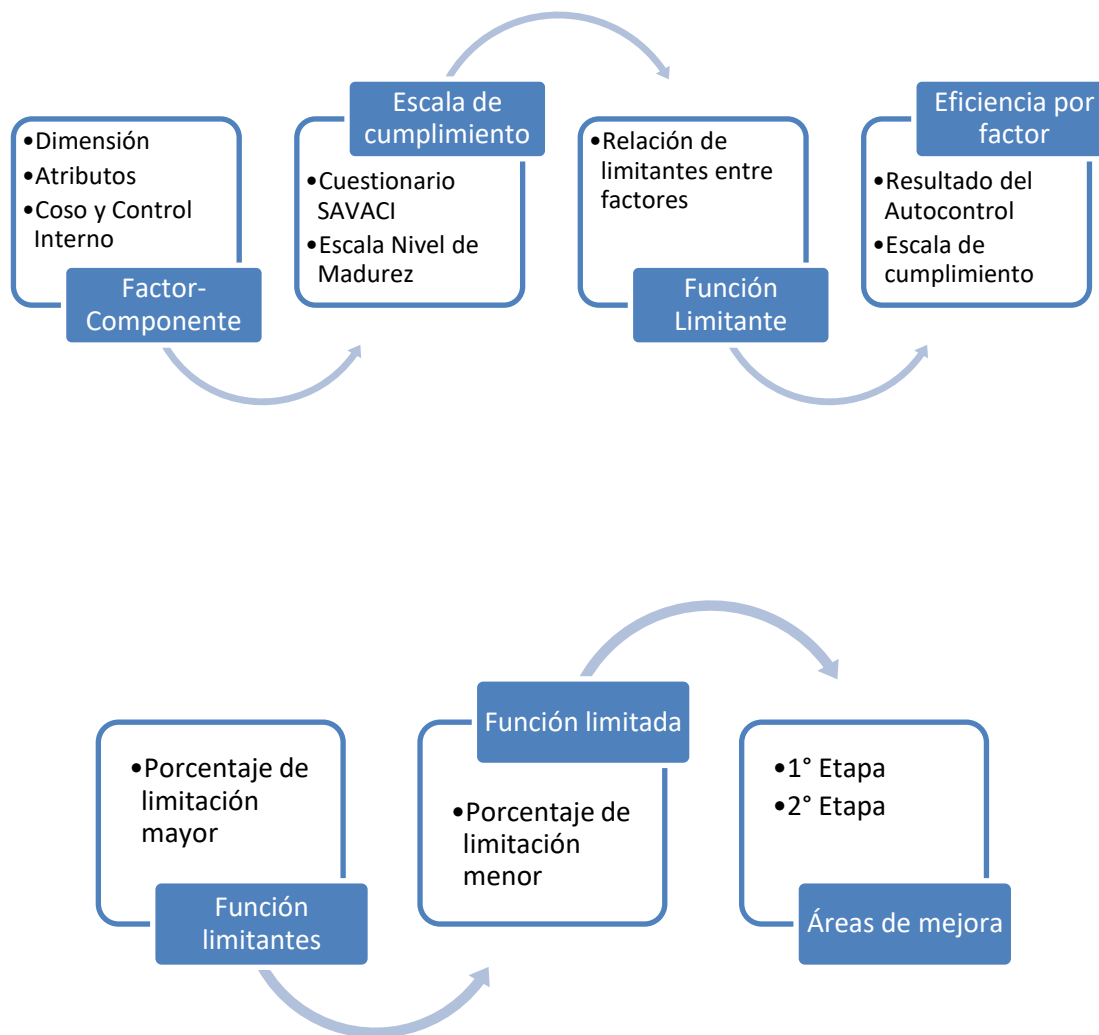 •Dimensión
•Atributos
•Coso y Control
Interno
Factor-
Componente
Escala de
cumplimiento
•Cuestionario
SAVACI
•Escala Nivel de
Madurez
•Relación de
limitantes entre
factores
Función
Limitante
Eficiencia por
factor
•Resultado del
Autocontrol
•Escala de
cumplimiento
•Porcentaje de
limitación
mayor
Función
limitantes
Función limitada
•Porcentaje de
limitación
menor
•1° Etapa
•2° Etapa
Áreas de mejora